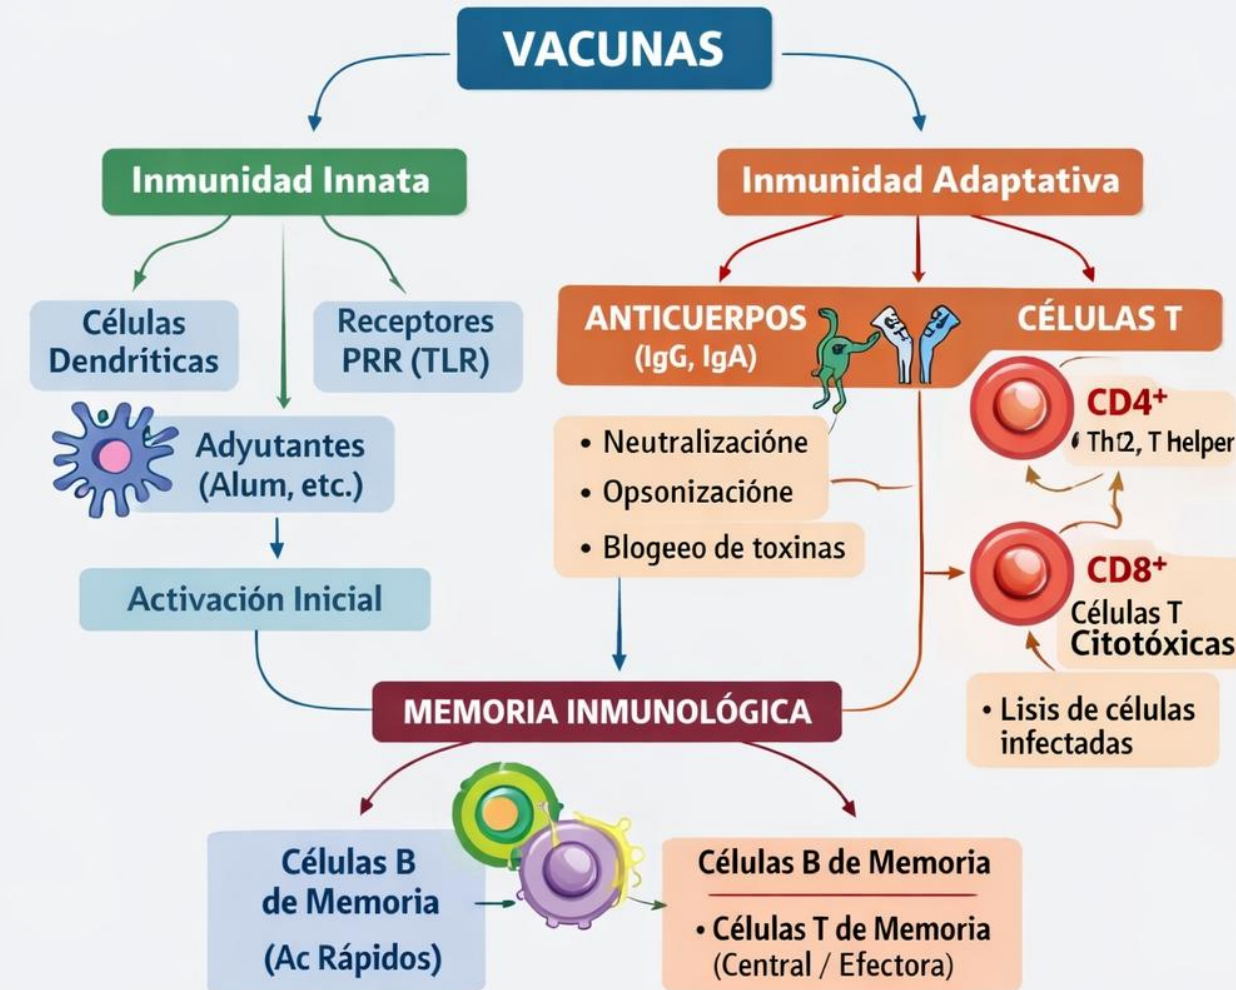 VACUNAS
Inmunidad Innata
Inmunidad Adaptativa
Células
Dendríticas
Receptores
PRR (TLR)
Adyutantes
(Alum, etc.)
Activación Inicial
ANTICUERPOS
(IgG, IgA)
CÉLULAS T
• Neutralizacióne
• Opsonizacióne
• Blogeeo de toxinas
CD4⁺
T Helper
CD8⁺
Células T
Citotóxicas
• Lisis de células
infectadas
MEMORIA INMUNOLÓGICA
Células B
de Memoria
(Ac Rápidos)
Células B de Memoria
• Células T de Memoria
(Central / Efectora)